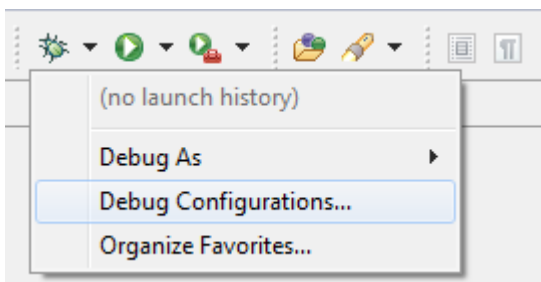 (no launch history)
Debug As
Debug Configurations...
Organize Favorites...